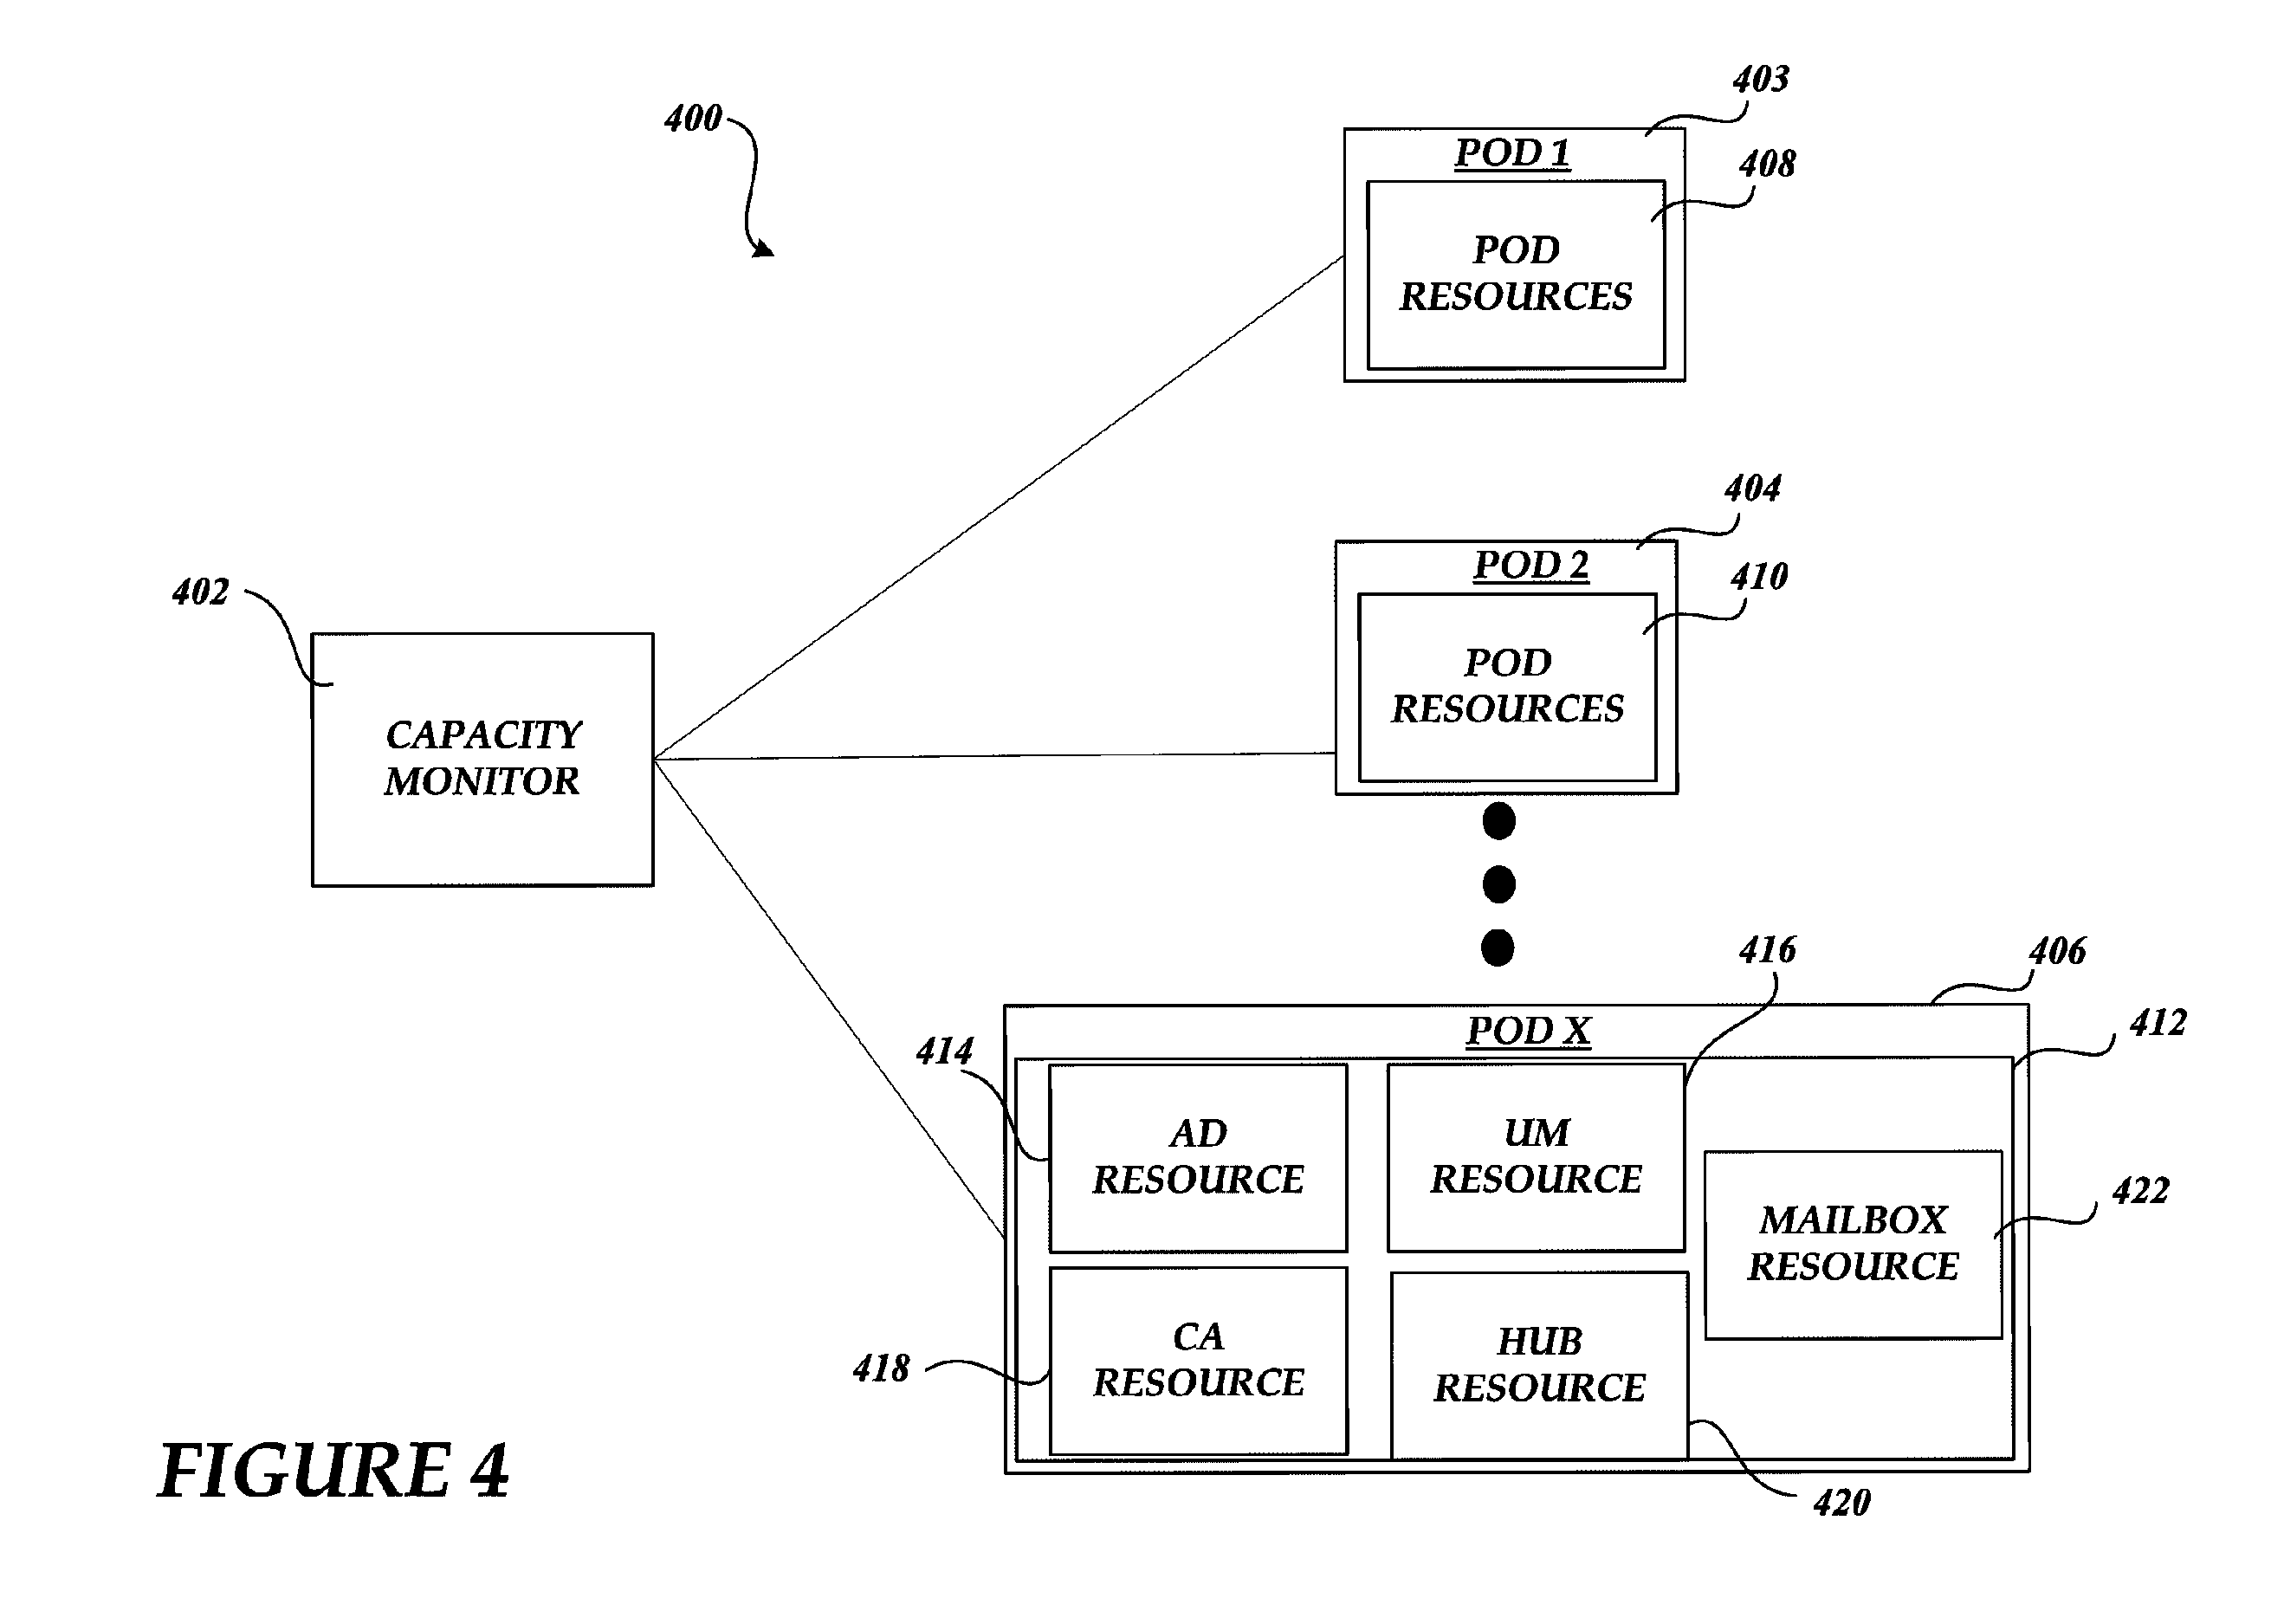 403
400
POD 1
408
POD
RESOURCES
404
POD 2
410
402
POD
RESOURCES
CAPACITY
MONITOR
416
406
POD X
412
414
AD
RESOURCE
UM
RESOURCE
422
MAILBOX
RESOURCE
CA
RESOURCE
HUB
RESOURCE
418
420
FIGURE 4